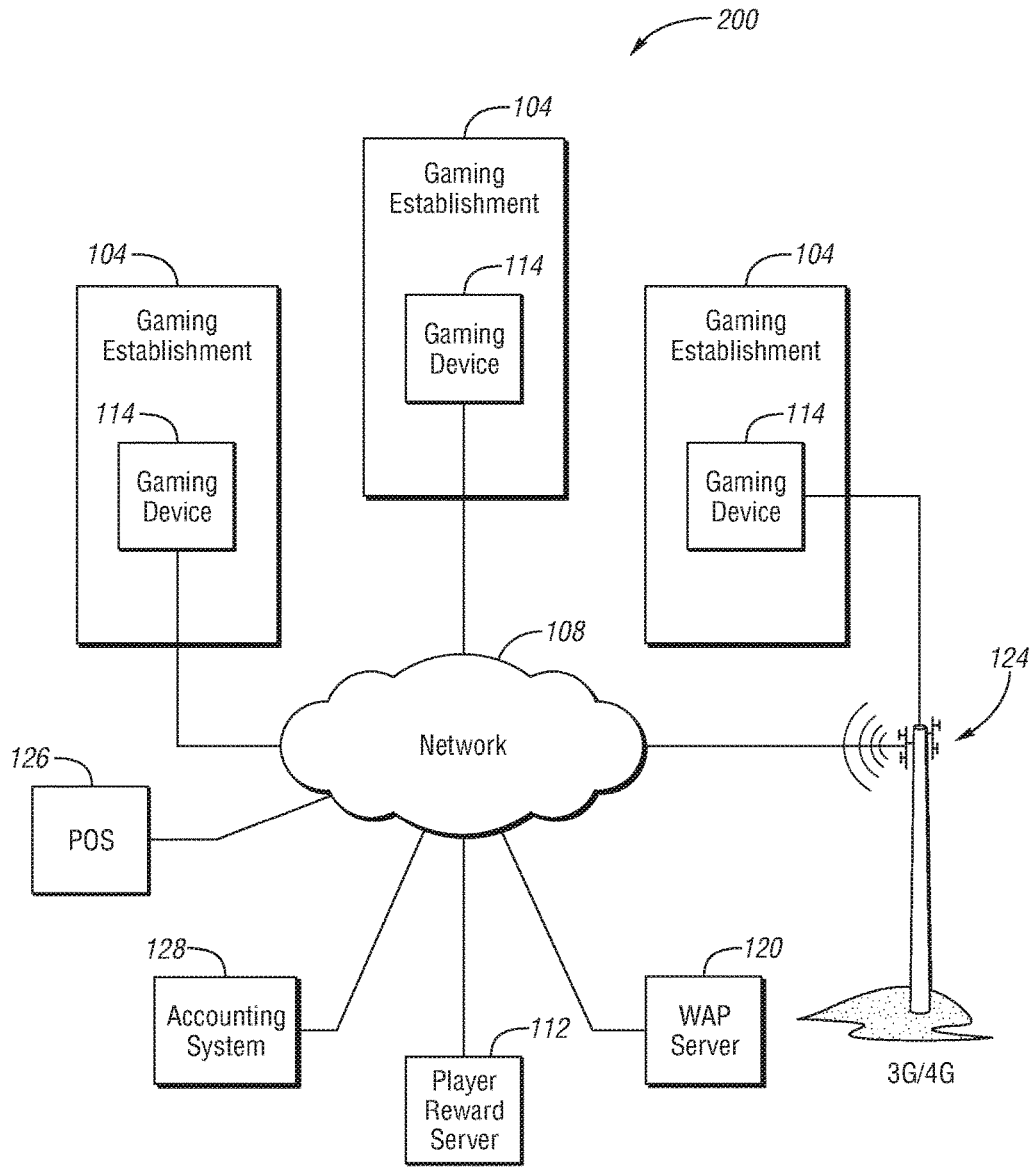 200
104
Gaming
Establishment
114
Gaming
Device
104
Gaming
Establishment
114
Gaming
Device
104
Gaming
Establishment
114
Gaming
Device
108
Network
124
126
POS
128
Accounting
System
112
Player
Reward
Server
120
WAP
Server
3G/4G